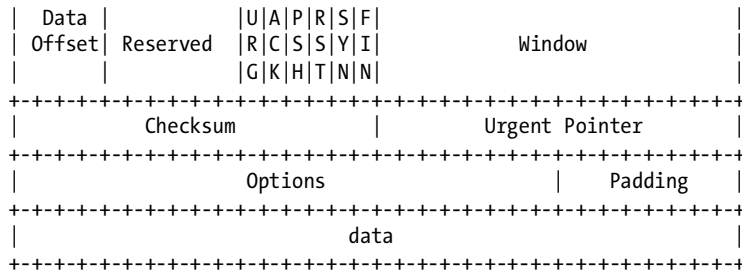 |  Data |           |U|A|P|R|S|F|                               |
| Offset| Reserved  |R|C|S|S|Y|I|            Window             |
|       |           |G|K|H|T|N|N|                               |
+-+-+-+-+-+-+-+-+-+-+-+-+-+-+-+-+-+-+-+-+-+-+-+-+-+-+-+-+-+-+-+-+
|           Checksum            |         Urgent Pointer        |
+-+-+-+-+-+-+-+-+-+-+-+-+-+-+-+-+-+-+-+-+-+-+-+-+-+-+-+-+-+-+-+-+
|                    Options                    |    Padding    |
+-+-+-+-+-+-+-+-+-+-+-+-+-+-+-+-+-+-+-+-+-+-+-+-+-+-+-+-+-+-+-+-+
|                             data                              |
+-+-+-+-+-+-+-+-+-+-+-+-+-+-+-+-+-+-+-+-+-+-+-+-+-+-+-+-+-+-+-+-+